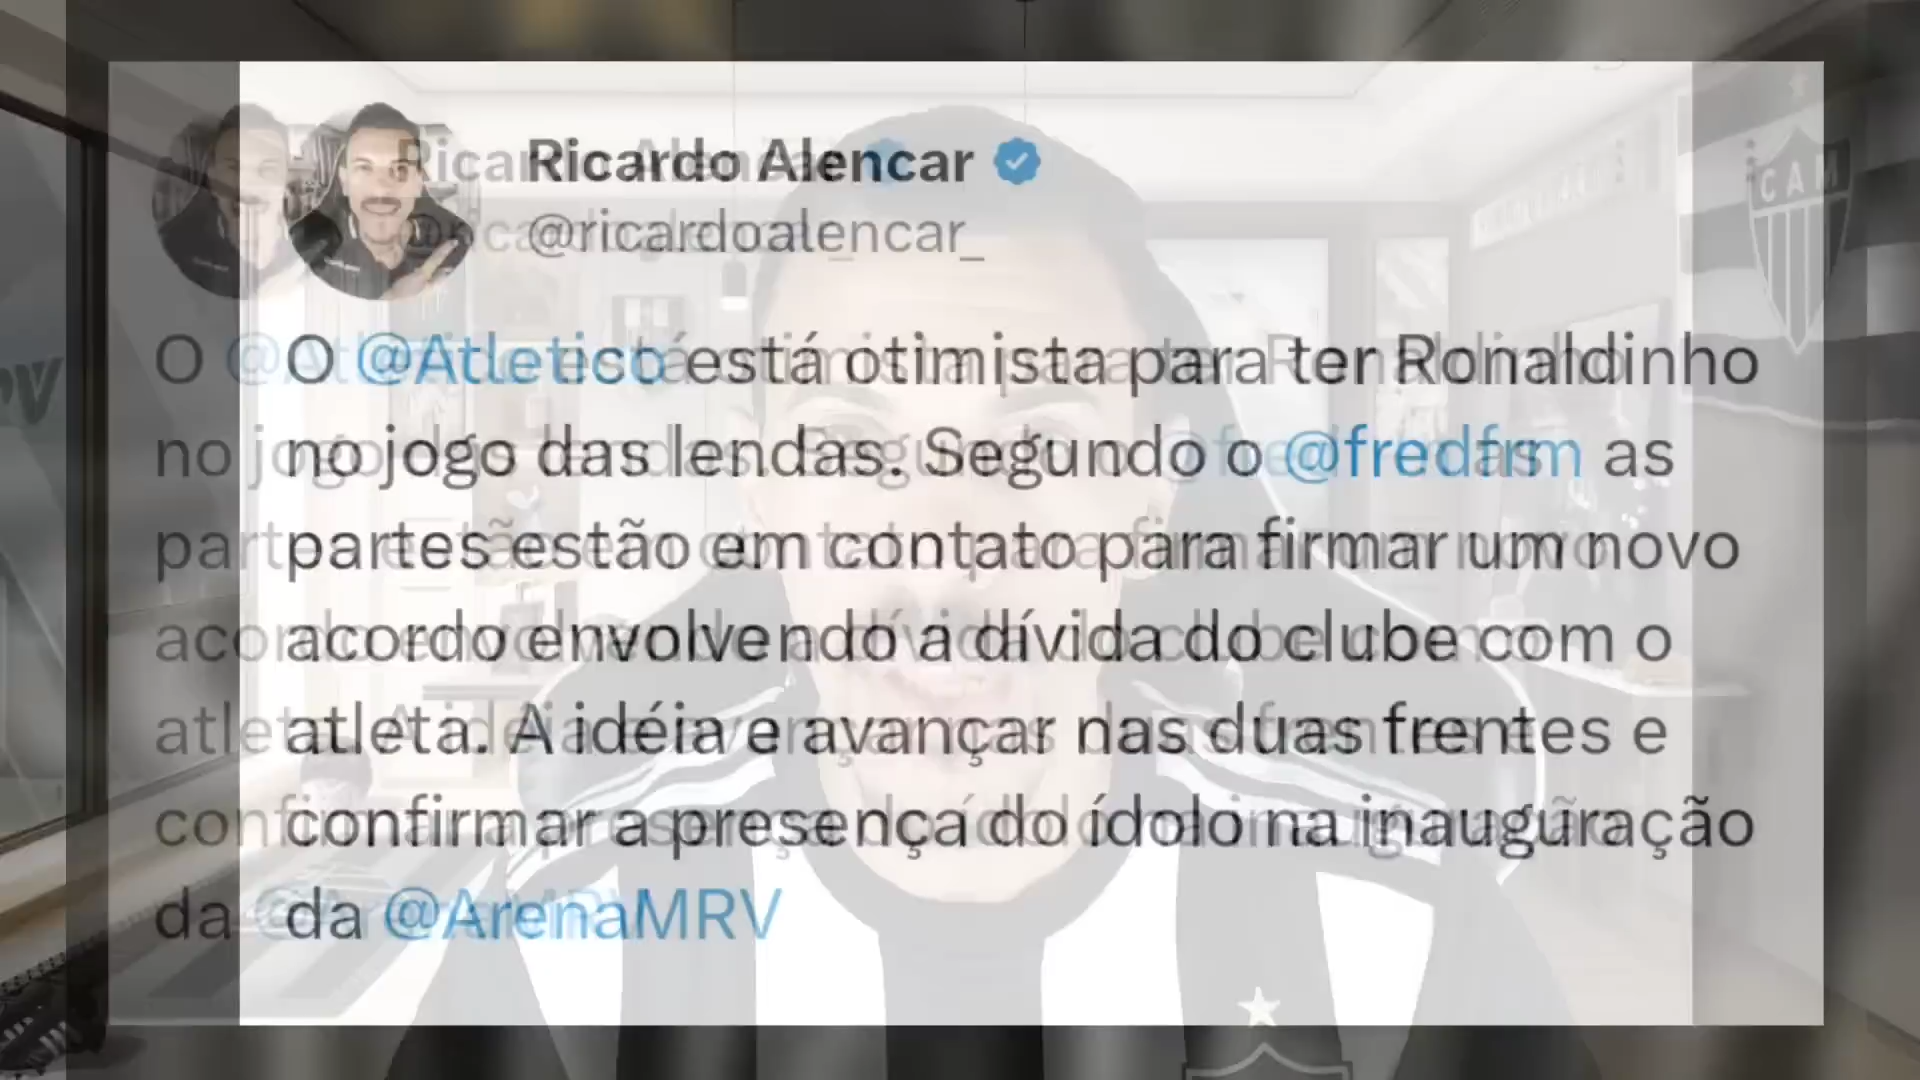 Ricardo Alencar
@ricardoalencar_
O @Atletico está otimista para ter Ronaldinho
no jogo das lendas. Segundo o @fredfrm as
partes estão em contato para firmar um novo
acordo envolvendo a dívida do clube com o
atleta. A idéia e avançar nas duas frentes e
confirmar a presença do ídolo na inauguração
da @ArenaMRV
CAM